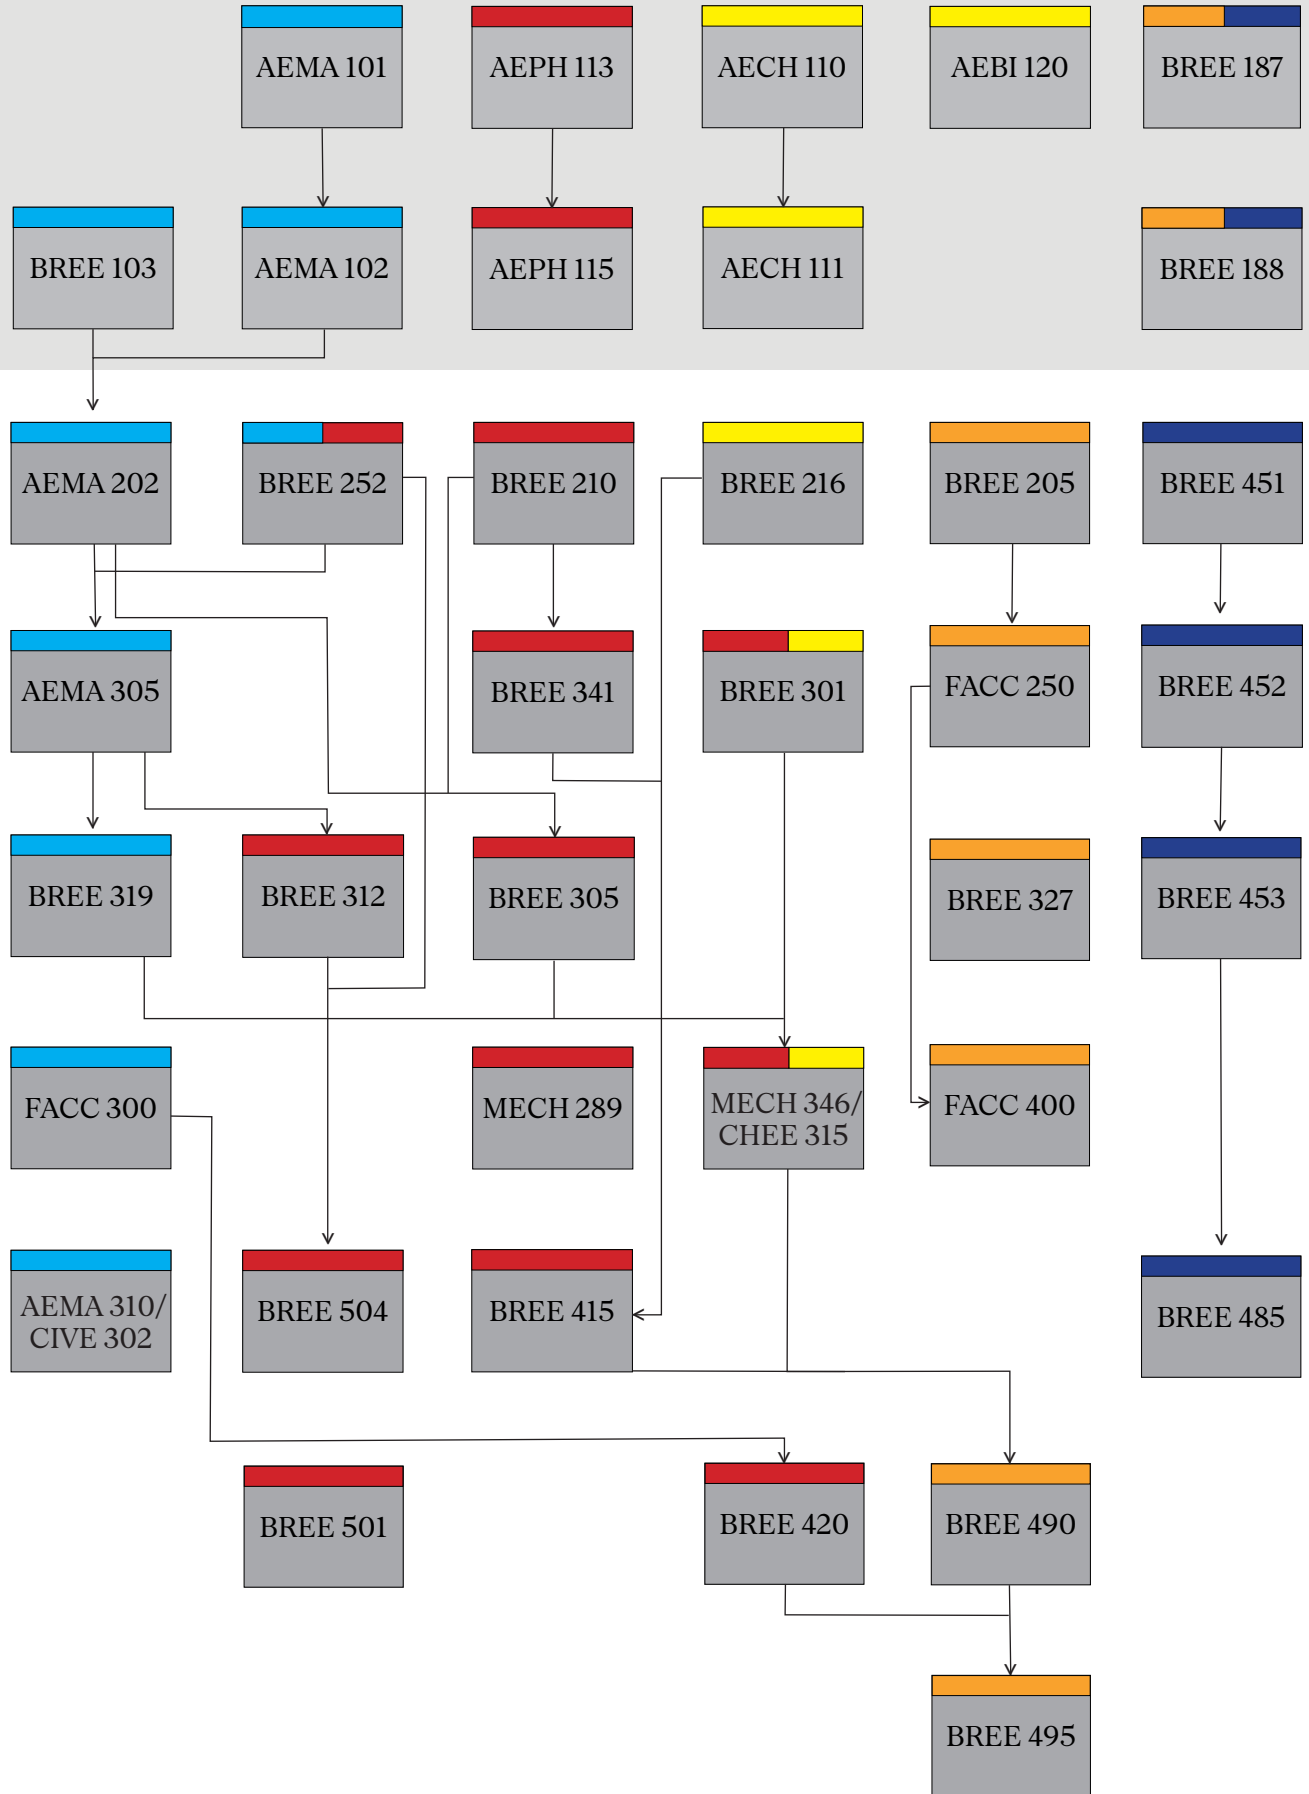 AEMA 101
AEPH 113
AECH 110
AEBI 120
BREE 187
BREE 103
AEMA 102
AEPH 115
AECH 111
BREE 188
AEMA 202
BREE 252
BREE 210
BREE 216
BREE 205
BREE 451
AEMA 305
BREE 341
BREE 301
FACC 250
BREE 452
BREE 319
BREE 312
BREE 305
BREE 327
BREE 453
FACC 300
MECH 289
MECH 346/
CHEE 315
FACC 400
AEMA 310/
CIVE 302
BREE 504
BREE 415
BREE 485
BREE 501
BREE 420
BREE 490
BREE 495